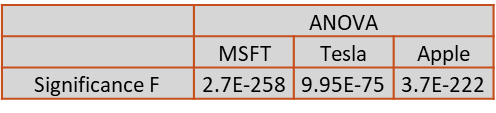 ANOVA
MSFT Tesla Apple
Significance F 2.7E-258 9.95E-75 3.7E-222